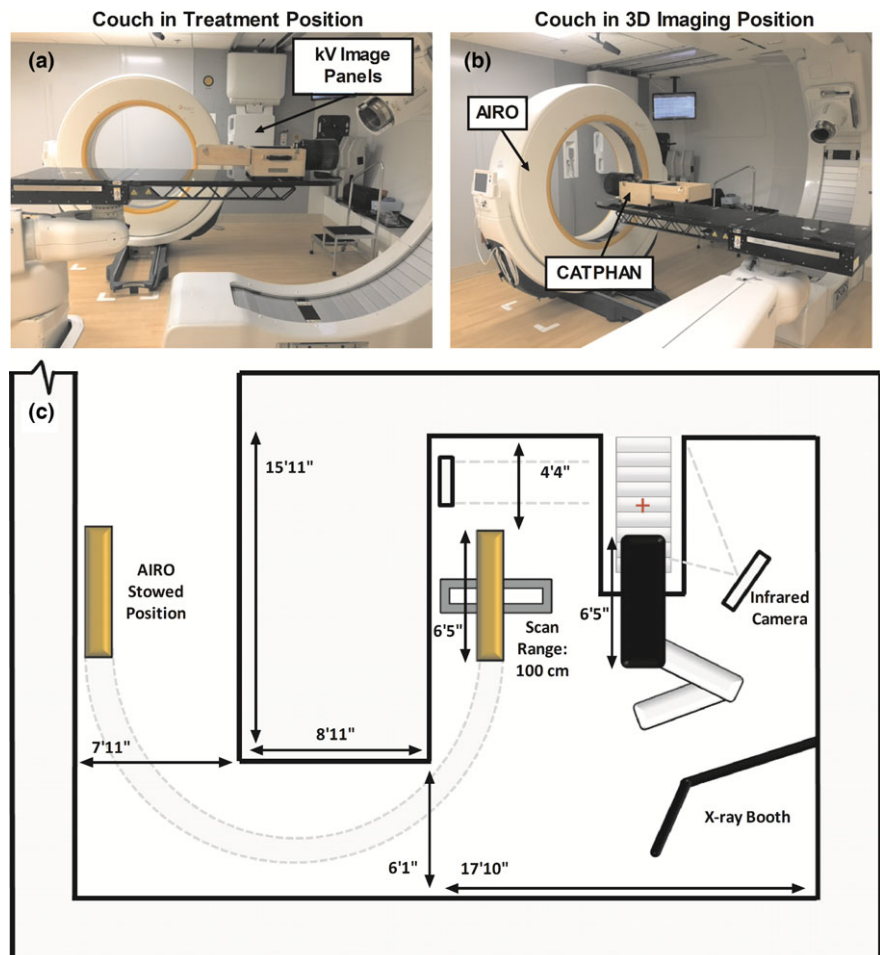 Couch in Treatment Position
Couch in 3D Imaging Position
(a)
kV Image
Panels
(b)
AIRO
CATPHAN
(c)
15'11"
4'4"
AIRO
Stowed
Position
6'5"
Scan
Range:
100 cm
6'5"
Infrared
Camera
7'11"
8'11"
X-ray Booth
6'1"
17'10"